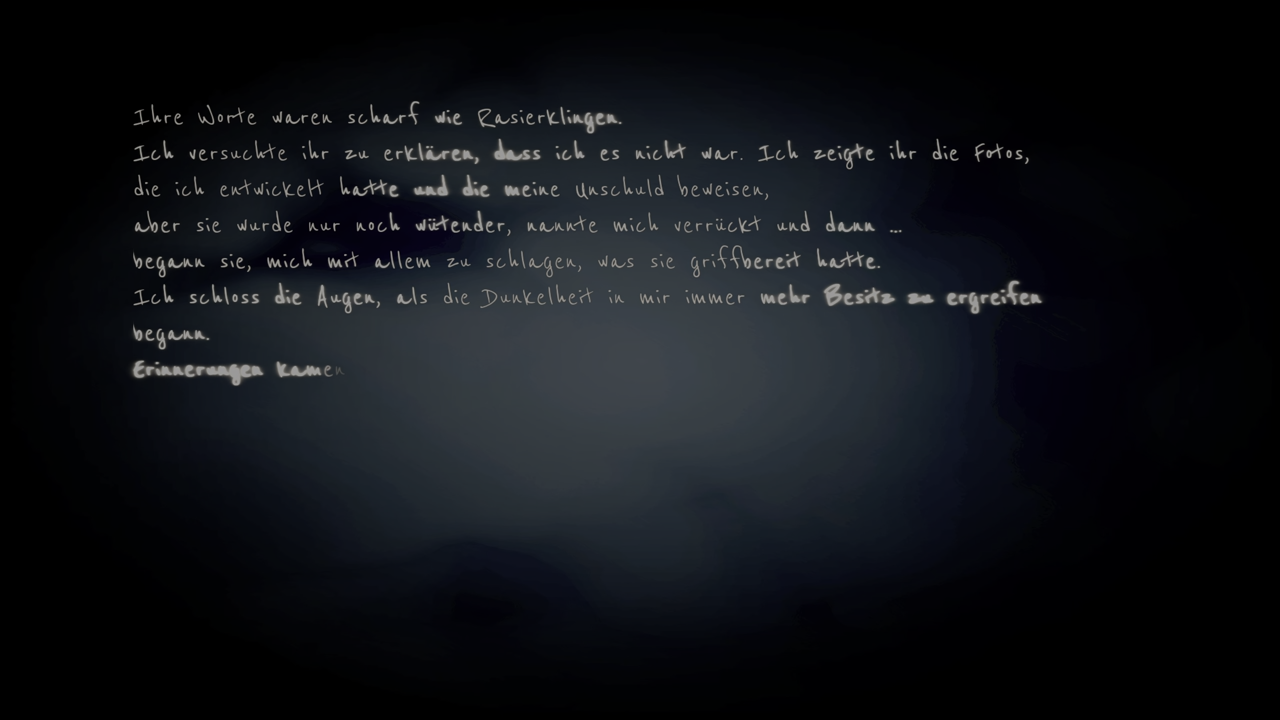 Ihre Worte waren scharf wie Rasierklingen.
Ich versuchte ihr zu erklären, dass ich es nicht war. Ich zeigte ihr die Fotos,
die ich entwickelt hatte und die meine Unschuld beweisen,
aber sie wurde nur noch wütender, nannte mich verrückt und dann ...
begann sie, mich mit allem zu schlagen, was sie griffbereit hatte.
Ich schloss die Augen, als die Dunkelheit in mir immer mehr Besitz zu ergreifen
begann.
Erinnerungen kamen